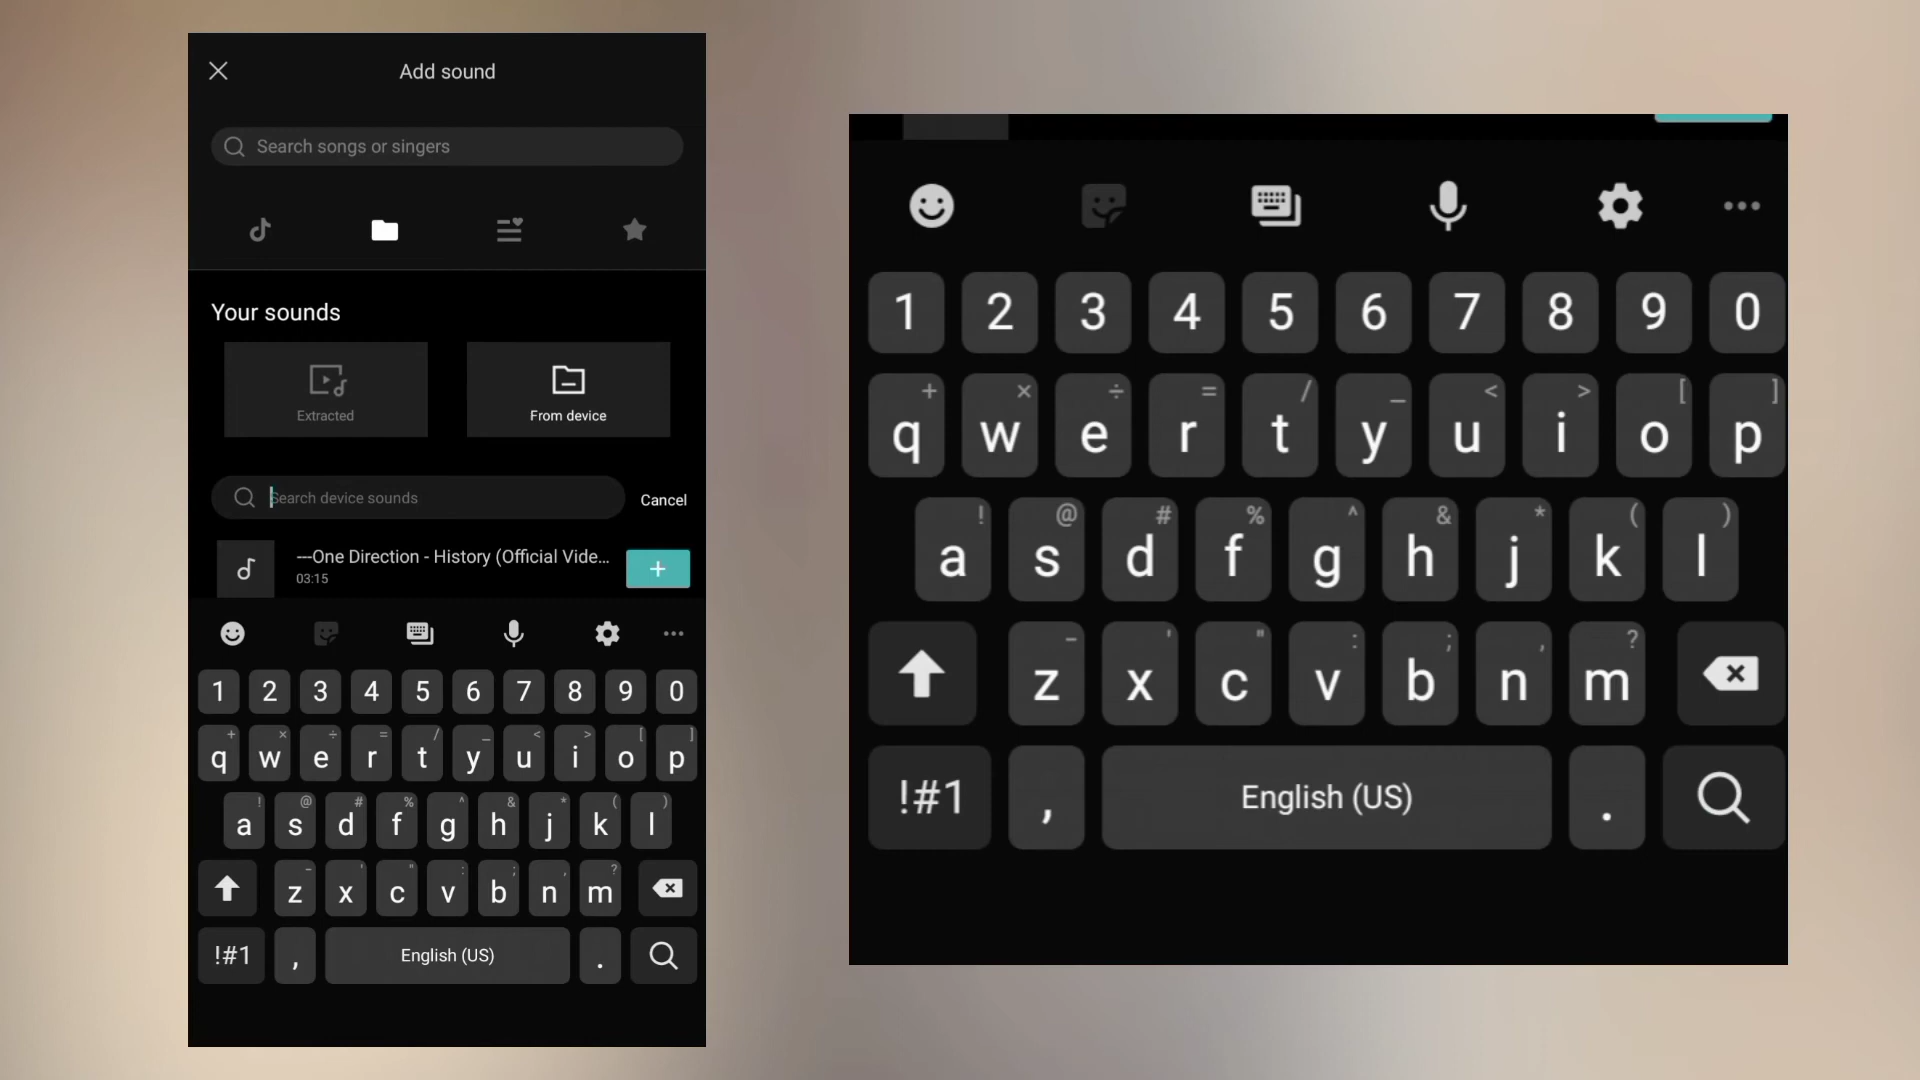 Add sound
Search songs or singers
Your sounds
Extracted
From device
Search device sounds
Cancel
---One Direction - History (Official Vide...
03:15
+
1 2 3 4 5 6 7 8 9 0
+ × ÷ = / _ < > [ ]
q w e r t y u i o p
! @ # % ^ & * ( )
a s d f g h j k l
- ' " : ; , ?
z x c v b n m
!#1 , English (US) .
1 2 3 4 5 6 7 8 9 0
+ × ÷ = / _ < > [ ]
q w e r t y u i o p
! @ # % ^ & * ( )
a s d f g h j k l
- ' " : ; , ?
z x c v b n m
!#1 , English (US) .